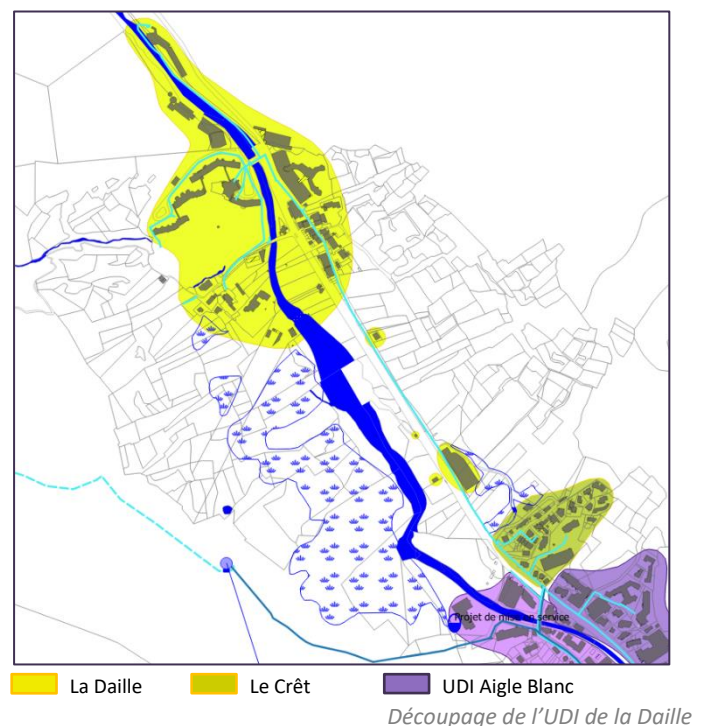 Projet de mise en service
La Daille
Le Crêt
UDI Aigle Blanc
Découpage de l'UDI de la Daille